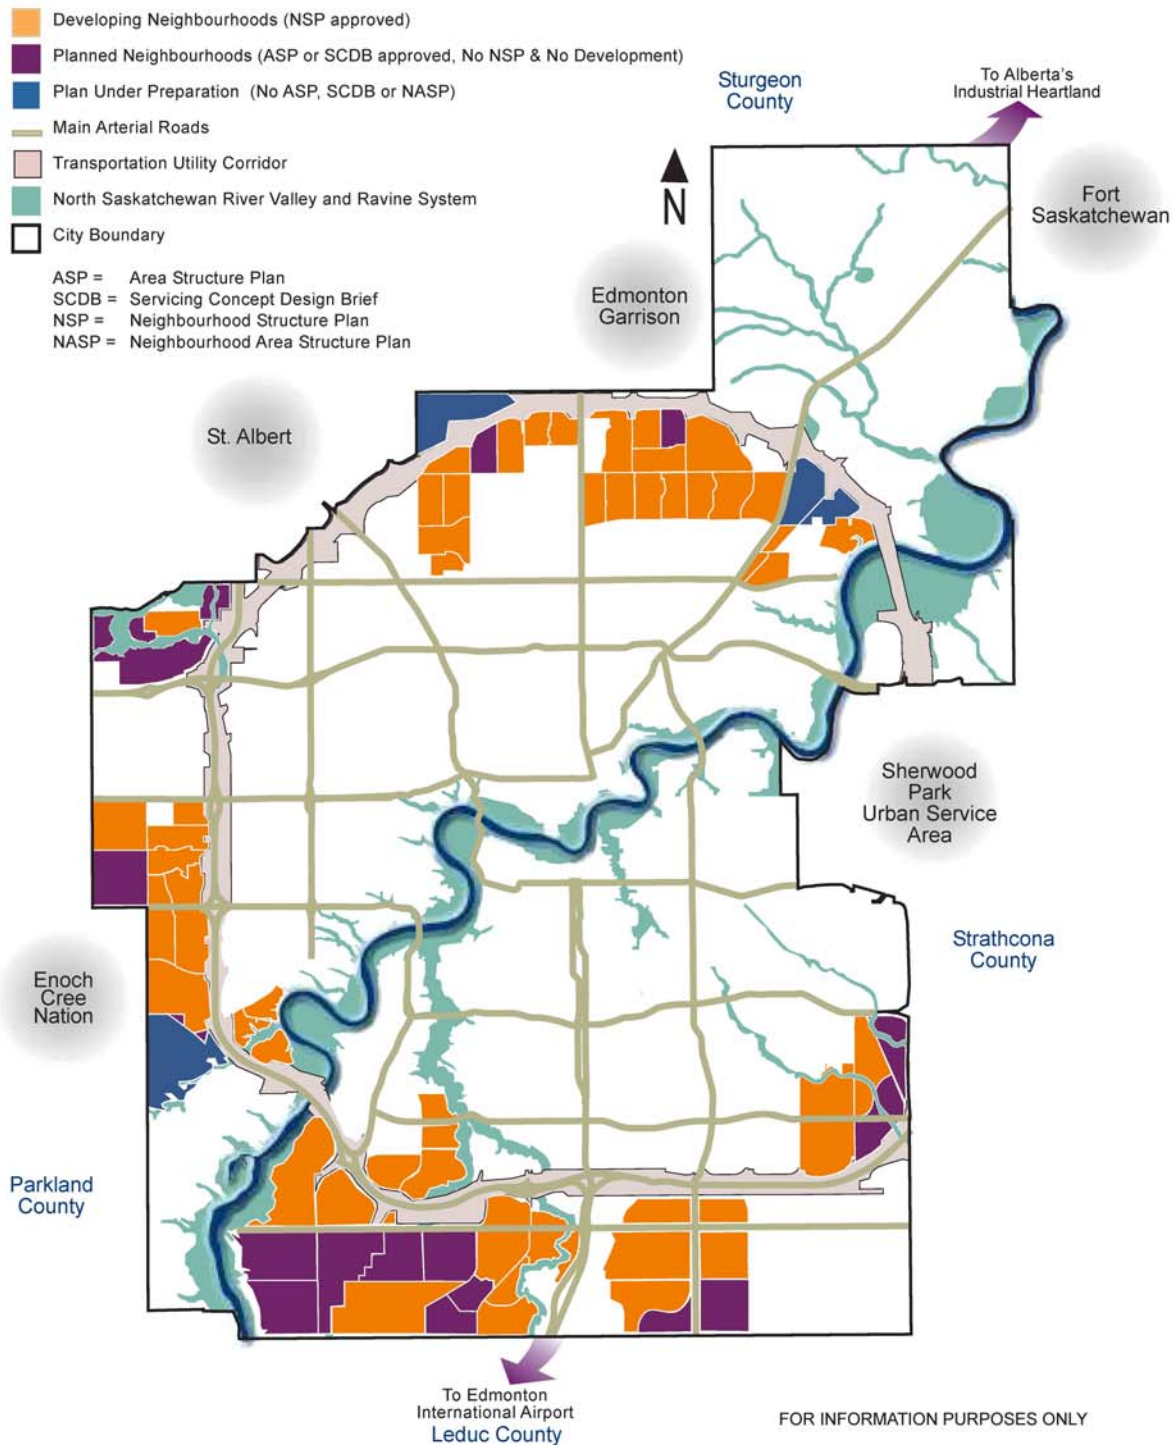 Developing Neighbourhoods (NSP approved)
Planned Neighbourhoods (ASP or SCDB approved, No NSP & No Development)
Plan Under Preparation (No ASP, SCDB or NASP)
Main Arterial Roads
Transportation Utility Corridor
North Saskatchewan River Valley and Ravine System
City Boundary
ASP = Area Structure Plan
SCDB = Servicing Concept Design Brief
NSP = Neighbourhood Structure Plan
NASP = Neighbourhood Area Structure Plan
Sturgeon
County
To Alberta's
Industrial Heartland
N
Fort
Saskatchewan
Edmonton
Garrison
St. Albert
Sherwood
Park
Urban Service
Area
Strathcona
County
Enoch
Cree
Nation
Parkland
County
To Edmonton
International Airport
Leduc County
FOR INFORMATION PURPOSES ONLY